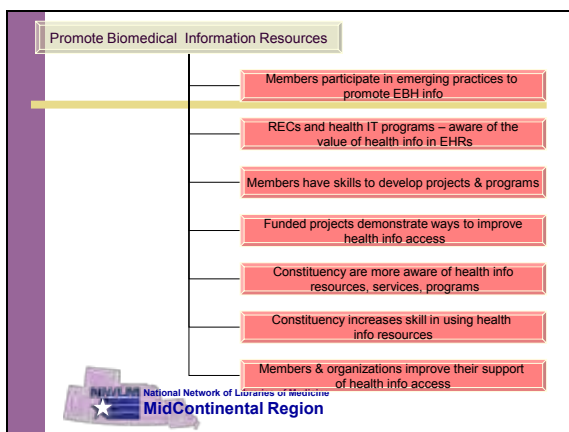 Promote Biomedical Information Resources
Members participate in emerging practices to
promote EBH info
RECs and health IT programs – aware of the
value of health info in EHRs
Members have skills to develop projects & programs
Funded projects demonstrate ways to improve
health info access
Constituency are more aware of health info
resources, services, programs
Constituency increases skill in using health
info resources
Members & organizations improve their support
of health info access
NN/LM
National Network of Libraries of Medicine
MidContinental Region